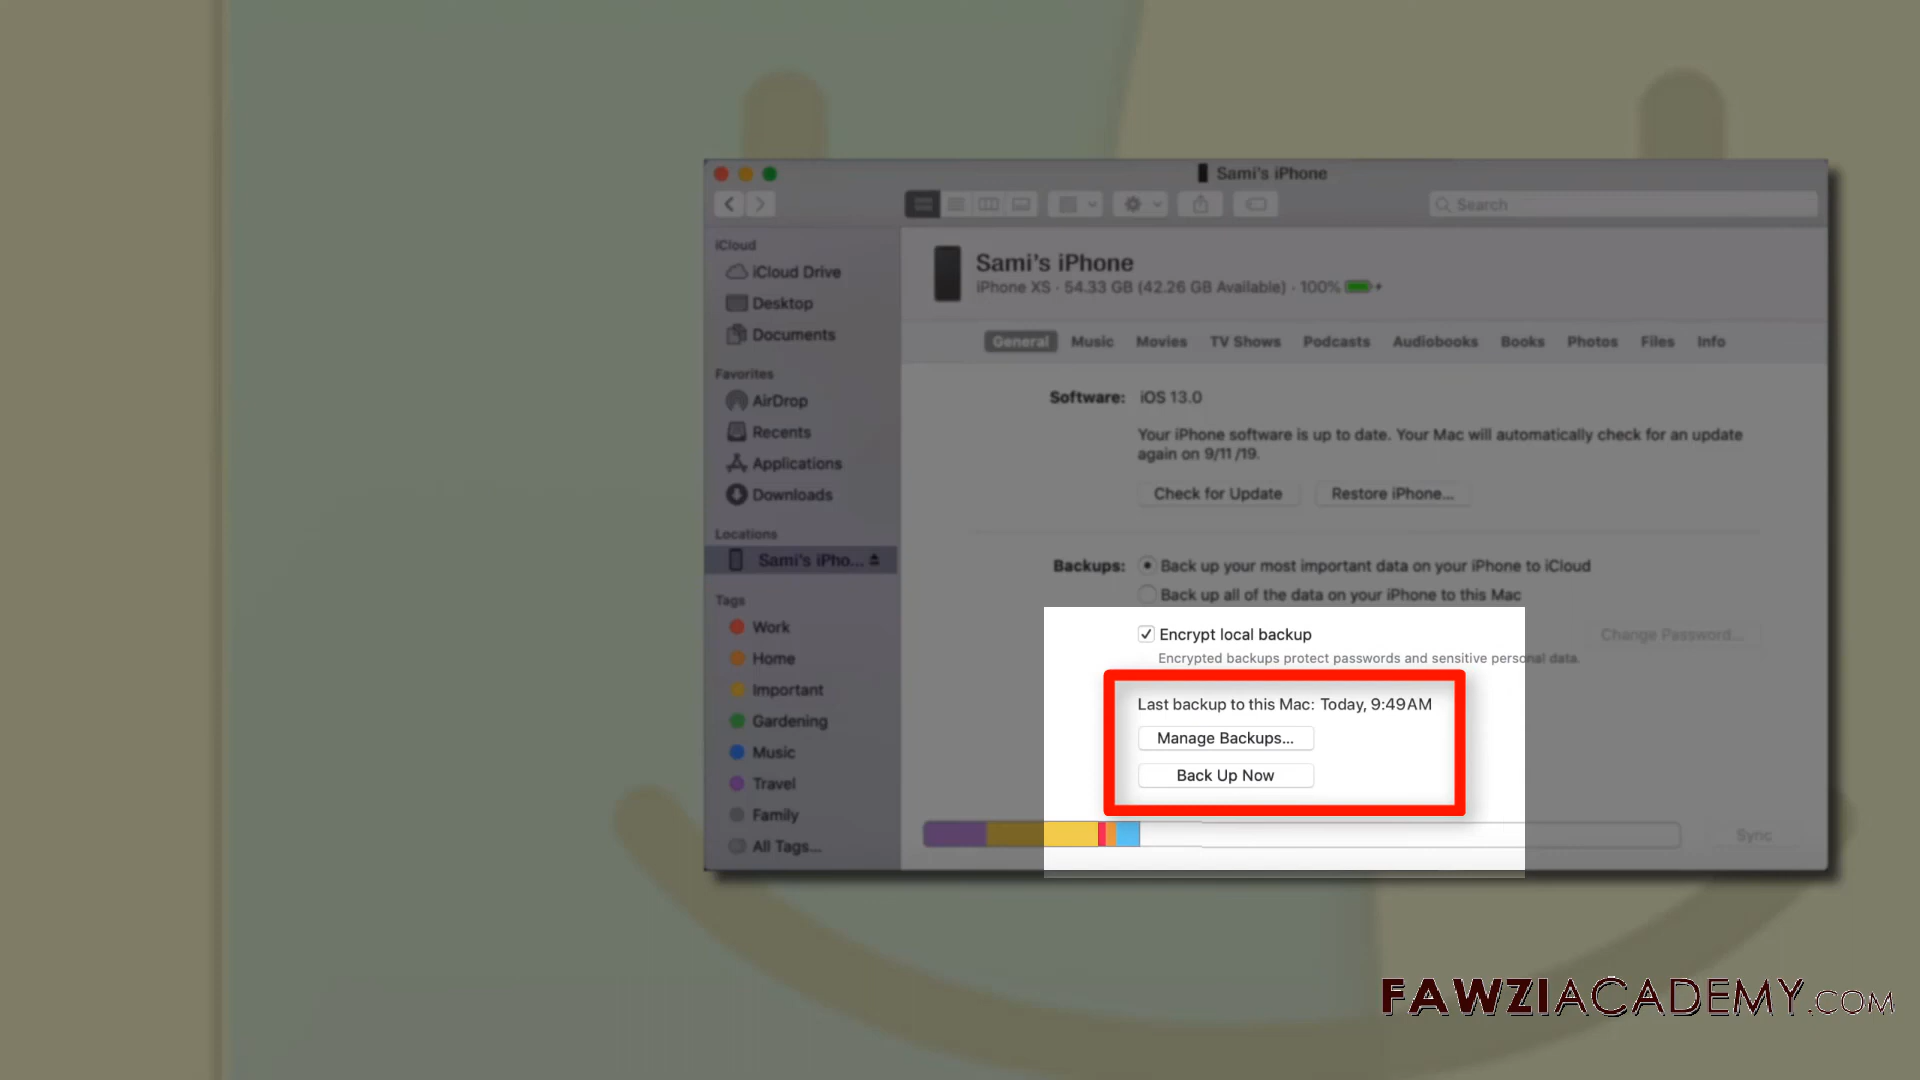 Sami's iPhone
Search
iCloud
iCloud Drive
Desktop
Documents
Favorites
AirDrop
Recents
Applications
Downloads
Locations
Sami's iPho...
Tags
Work
Home
Important
Gardening
Music
Travel
Family
All Tags...
Sami's iPhone
iPhone XS · 54.33 GB (42.26 GB Available) · 100%
General Music Movies TV Shows Podcasts Audiobooks Books Photos Files Info
Software: iOS 13.0
Your iPhone software is up to date. Your Mac will automatically check for an update
again on 9/11 /19.
Check for Update Restore iPhone...
Backups: Back up your most important data on your iPhone to iCloud
Back up all of the data on your iPhone to this Mac
Encrypt local backup Change Password...
Encrypted backups protect passwords and sensitive personal data.
Last backup to this Mac: Today, 9:49AM
Manage Backups...
Back Up Now
Sync
FAWZIACADEMY.COM